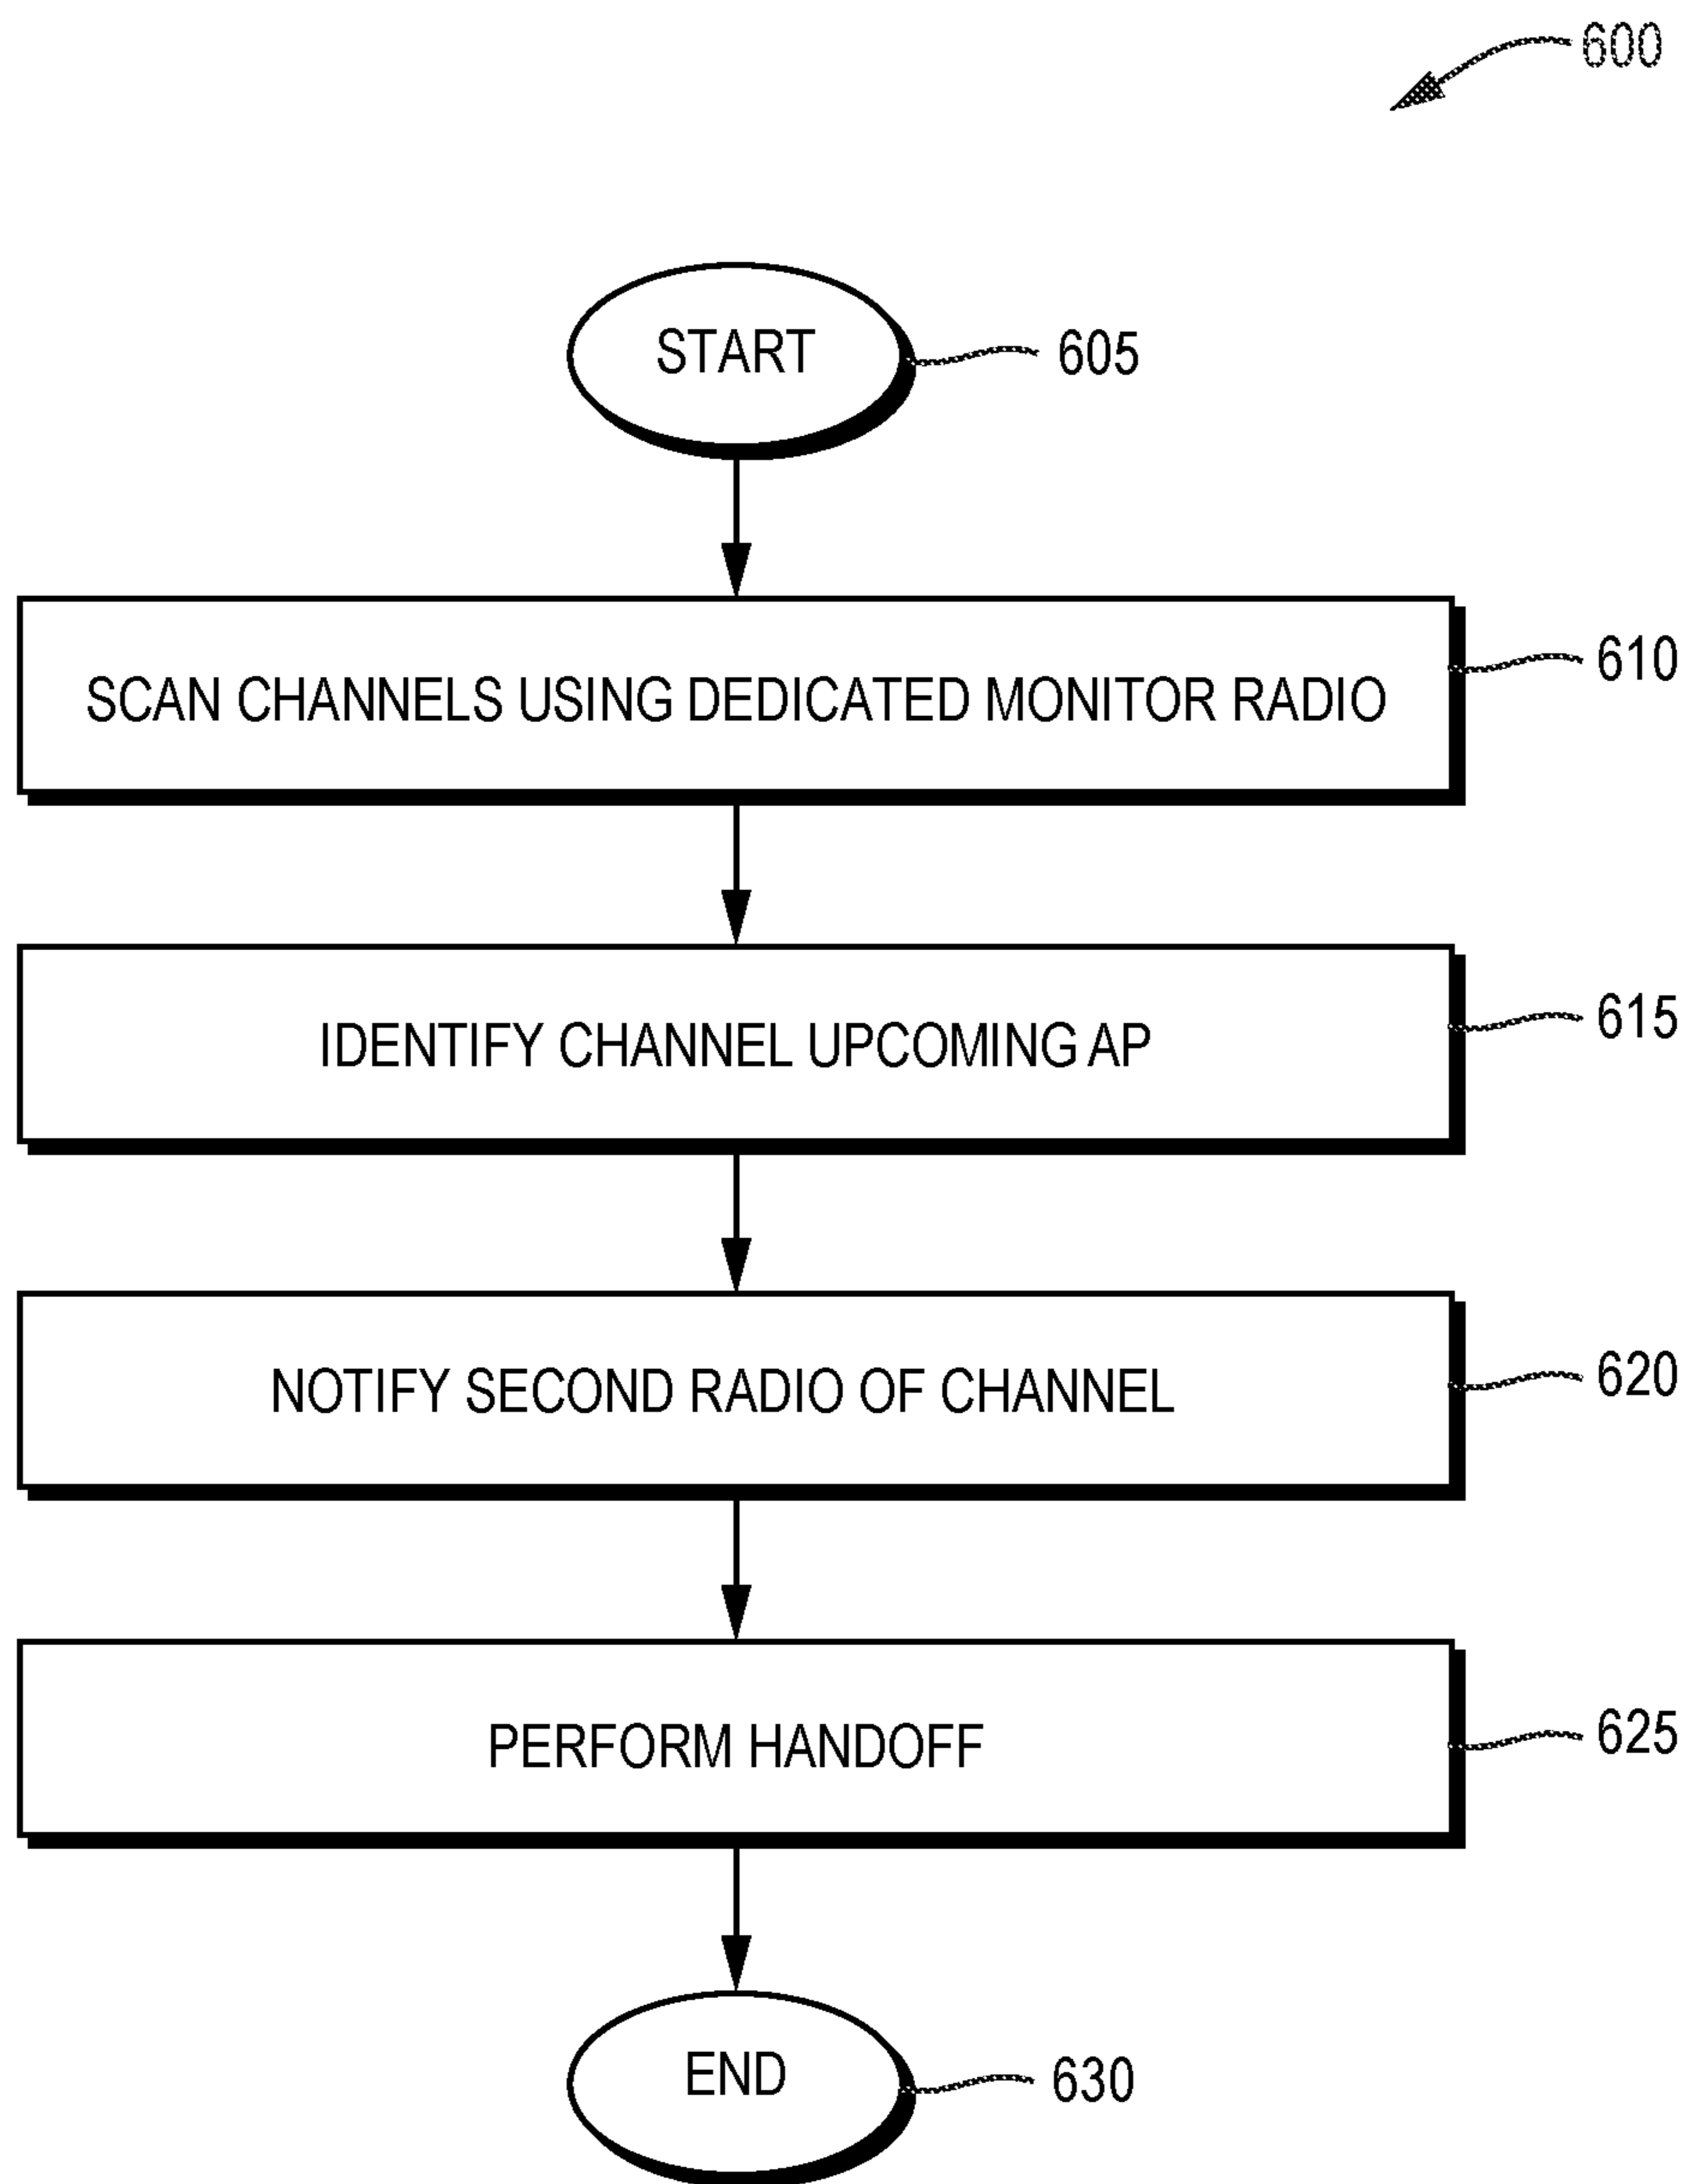 600
START
605
SCAN CHANNELS USING DEDICATED MONITOR RADIO
610
IDENTIFY CHANNEL UPCOMING AP
615
NOTIFY SECOND RADIO OF CHANNEL
620
PERFORM HANDOFF
625
END
630